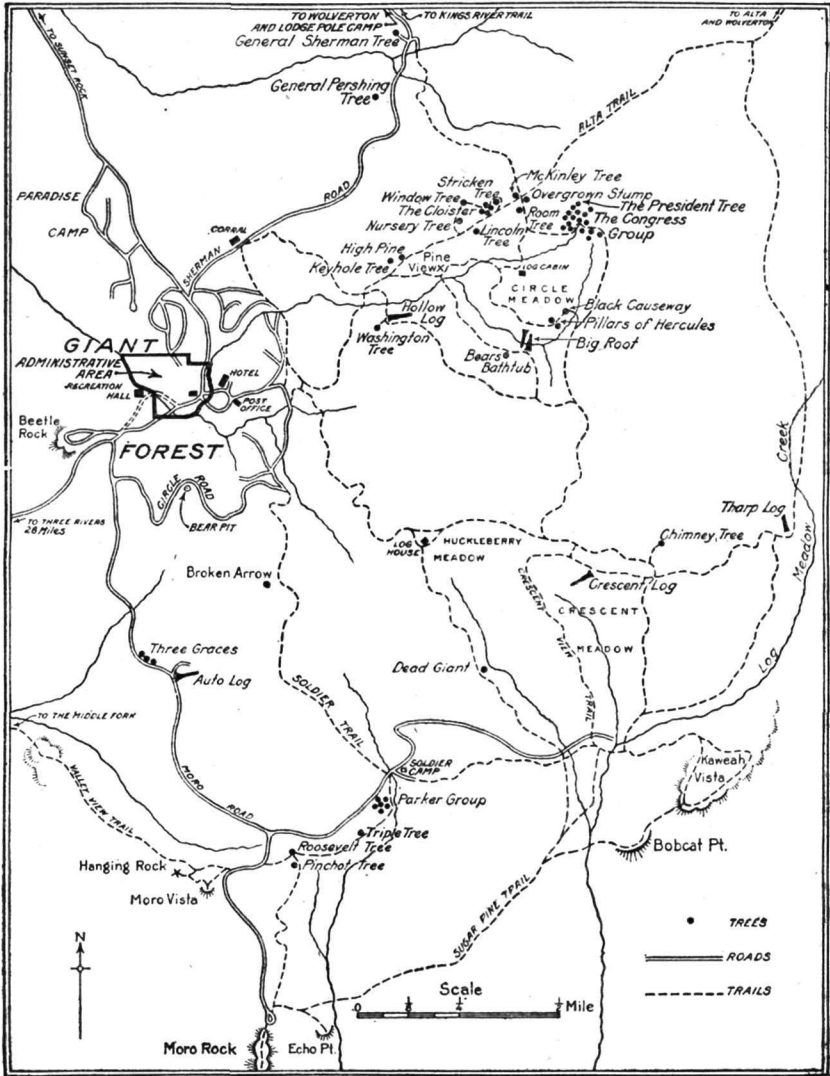 TO WOLVERTON
AND LODGE POLE CAMP
TO KINGS RIVER TRAIL
General Sherman Tree
TO ALTA
AND WOLVERTON
TO SUNSET ROCK
General Pershing
Tree
ALTA TRAIL
PARADISE
CAMP
SHERMAN
ROAD
CORRAL
Stricken
Tree
McKinley Tree
Window Tree
Overgrown Stump
The Cloister
Room
Tree
The President Tree
The Congress
Group
Nursery Tree
Lincoln
Tree
High Pine
Keyhole Tree
Pine
View X
LOG CABIN
CIRCLE
MEADOW
Hollow
Log
Black Causeway
Washington
Tree
Pillars of Hercules
Bears
Bathtub
Big Root
GIANT
ADMINISTRATIVE
AREA
RECREATION
HALL
HOTEL
POST
OFFICE
Beetle
Rock
FOREST
CIRCLE
ROAD
TO THREE RIVERS
28 Miles
BEAR PIT
Creek
Tharp Log
LOG
HOUSE
HUCKLEBERRY
MEADOW
Chimney Tree
Meadow
Log
Broken Arrow
CRESCENT
VIEW
TRAIL
Crescent Log
CRESCENT
MEADOW
Three Graces
Auto Log
Dead Giant
SOLDIER
TRAIL
TO THE MIDDLE FORK
VALLEY VIEW TRAIL
MORO
ROAD
SOLDIER
CAMP
Kaweah
Vista
Parker Group
Triple Tree
Roosevelt Tree
Bobcat Pt.
Hanging Rock
Pinchot Tree
Moro Vista
SUGAR PINE TRAIL
TREES
N
ROADS
Scale
TRAILS
0 1/8 1/4 1/2 Mile
Moro Rock
Echo Pt.